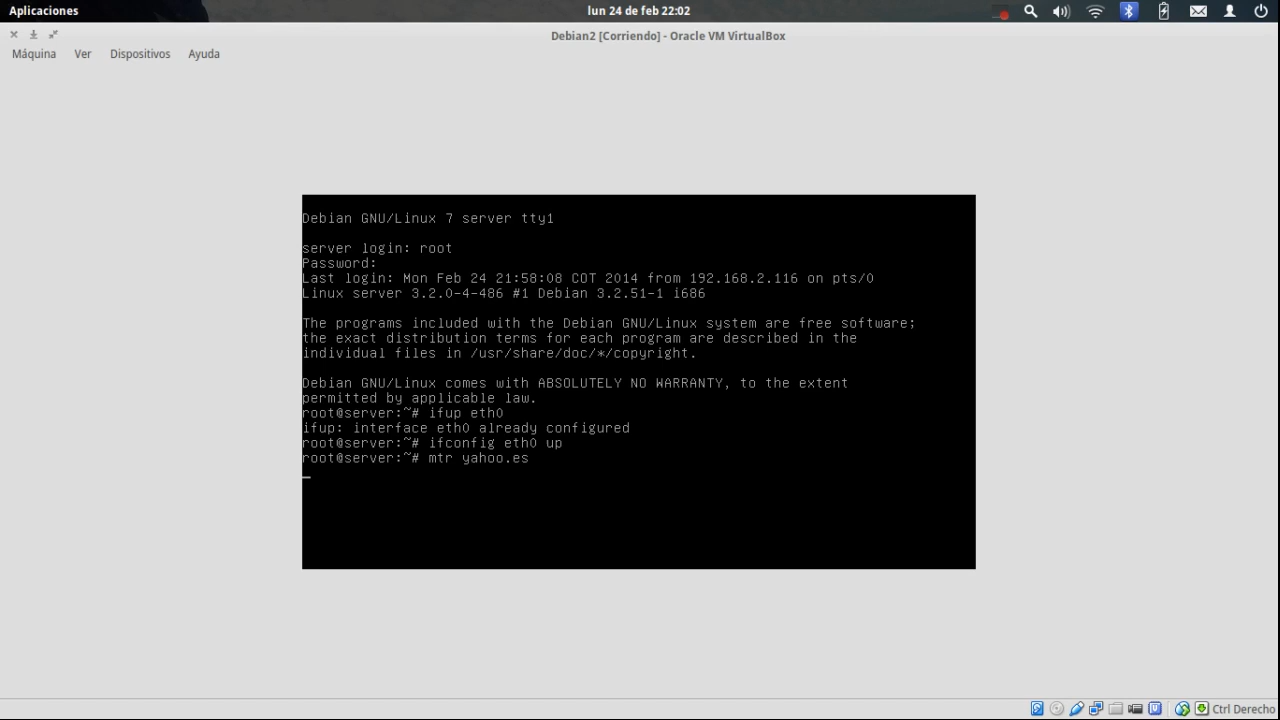 Aplicaciones
lun 24 de feb 22:02
Debian2 [Corriendo] - Oracle VM VirtualBox
Máquina Ver Dispositivos Ayuda
Debian GNU/Linux 7 server tty1
server login: root
Password:
Last login: Mon Feb 24 21:58:08 COT 2014 from 192.168.2.116 on pts/0
Linux server 3.2.0-4-486 #1 Debian 3.2.51-1 i686
The programs included with the Debian GNU/Linux system are free software;
the exact distribution terms for each program are described in the
individual files in /usr/share/doc/*/copyright.
Debian GNU/Linux comes with ABSOLUTELY NO WARRANTY, to the extent
permitted by applicable law.
root@server:~# ifup eth0
ifup: interface eth0 already configured
root@server:~# ifconfig eth0 up
root@server:~# mtr yahoo.es
Ctrl Derecho